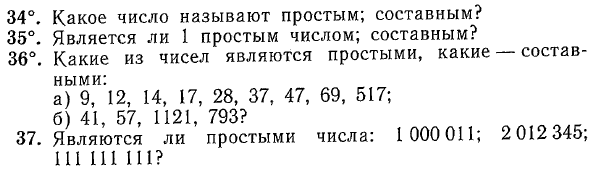 34°. Какое число называют простым; составным?
35°. Является ли 1 простым числом; составным?
36°. Какие из чисел являются простыми, какие — состав-
ными:
а) 9, 12, 14, 17, 28, 37, 47, 69, 517;
б) 41, 57, 1121, 793?
37. Являются ли простыми числа: 1 000 011; 2 012 345;
111 111 111?